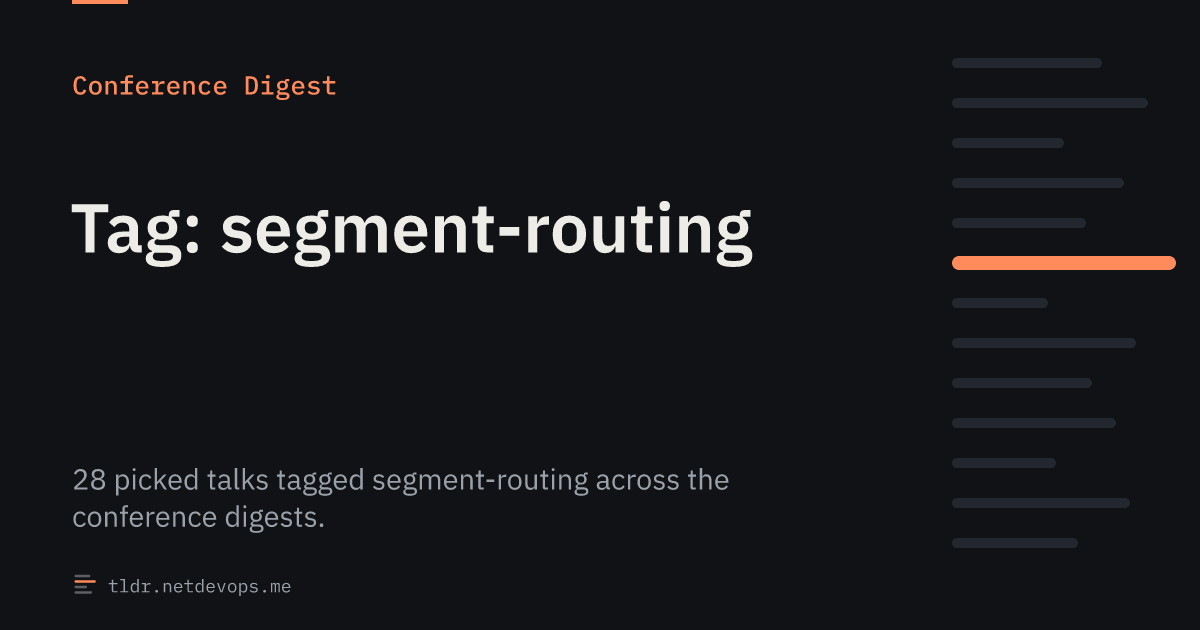 Conference Digest
Tag: segment-routing
28 picked talks tagged segment-routing across the
conference digests.
tldr.netdevops.me